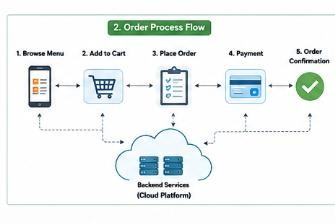 2. Order Process Flow
1. Browse Menu
2. Add to Cart
3. Place Order
4. Payment
5. Order
Confirmation
Backend Services
(Cloud Platform)